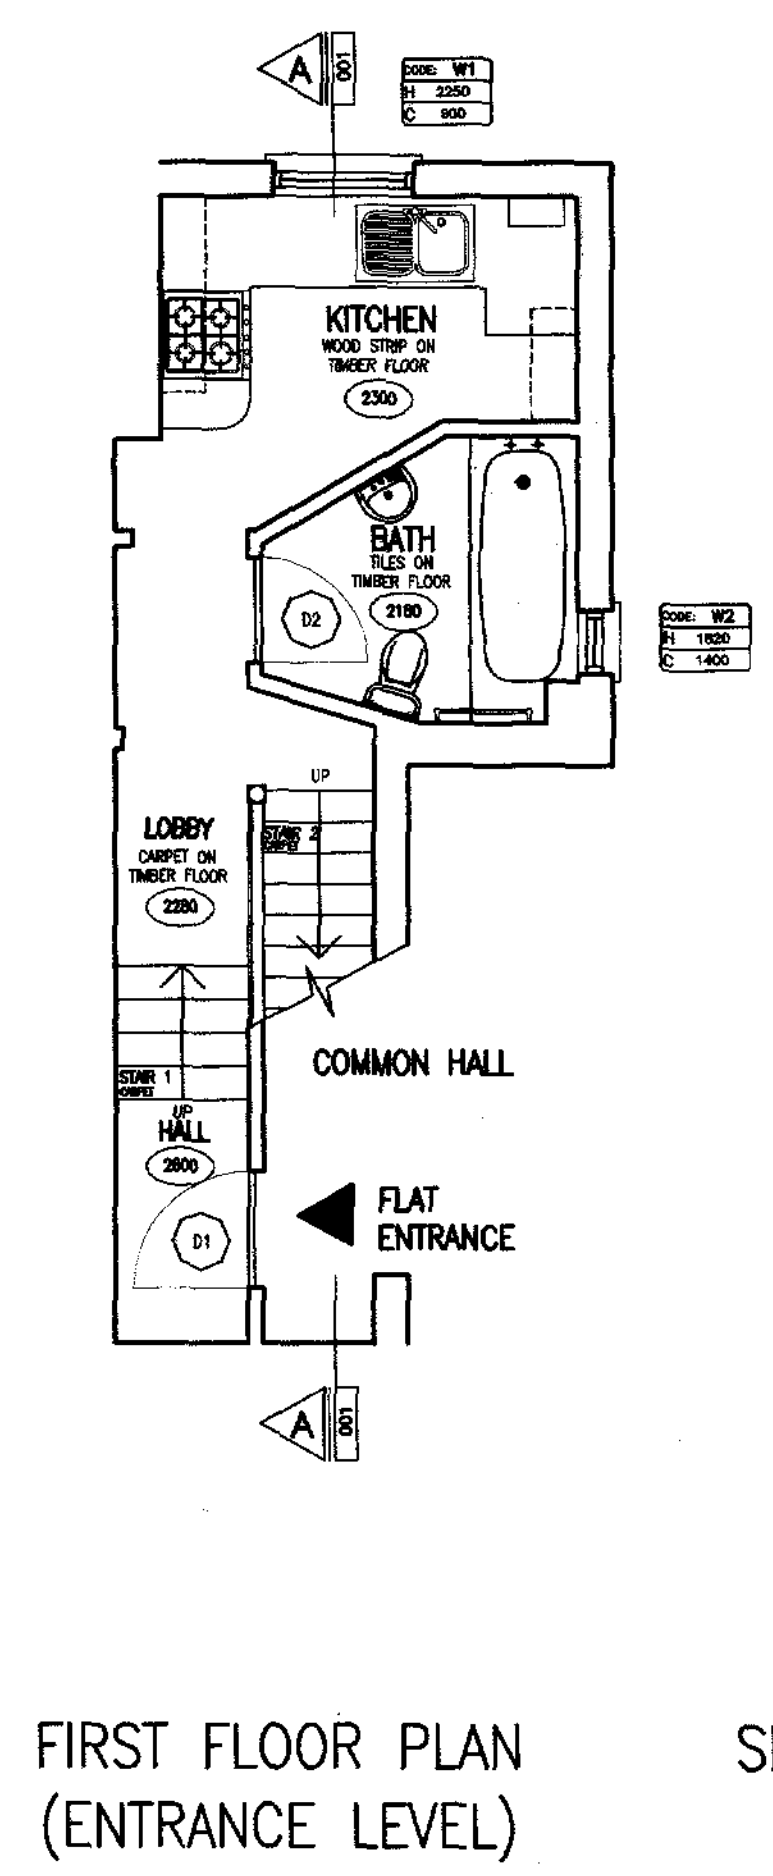 A
001
CODE: W1
H 2250
C 900
KITCHEN
WOOD STRIP ON
TIMBER FLOOR
2300
BATH
TILES ON
TIMBER FLOOR
2180
D2
CODE: W2
H 1620
C 1400
UP
STAIR 2
CARPET
LOBBY
CARPET ON
TIMBER FLOOR
2280
COMMON HALL
STAIR 1
CARPET
UP
HALL
2600
D1
FLAT
ENTRANCE
A
001
FIRST FLOOR PLAN
(ENTRANCE LEVEL)